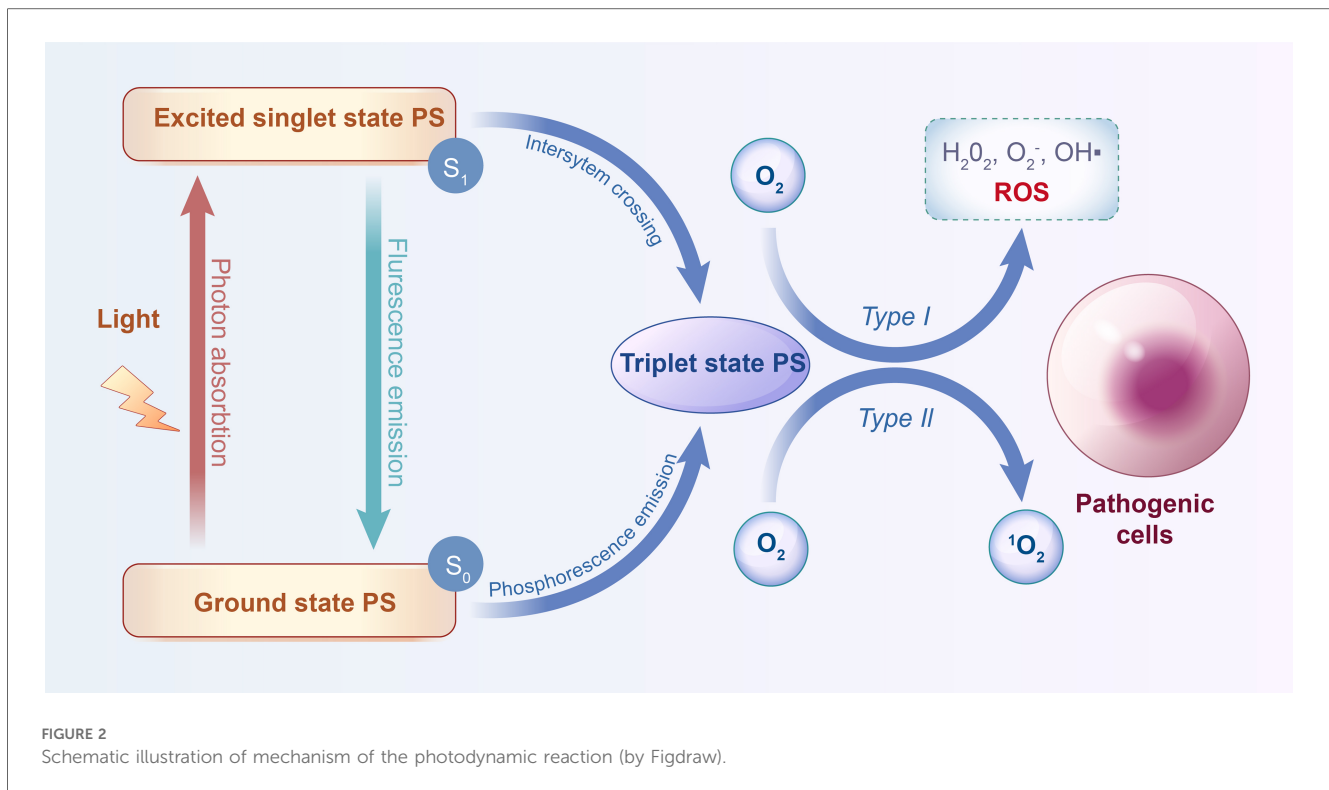 Excited singlet state PS
S₁
Intersytem crossing
O₂
H₂0₂, O₂⁻, OH▪
ROS
Light
Photon absorbtion
Flurescence emission
Triplet state PS
Type I
Type II
Pathogenic
cells
Ground state PS
S₀
Phosphorescence emission
O₂
¹O₂
FIGURE 2
Schematic illustration of mechanism of the photodynamic reaction (by Figdraw).